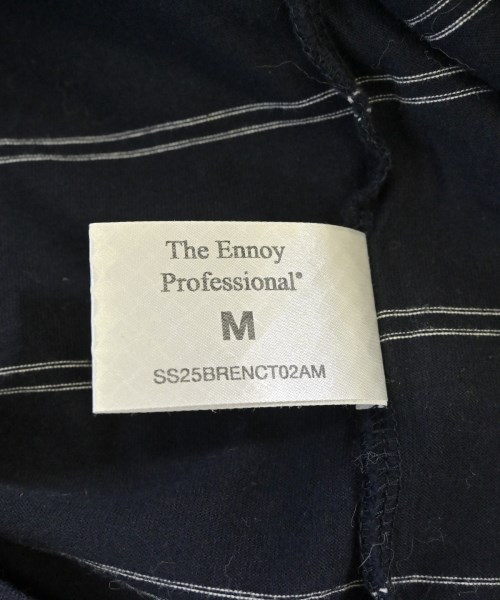 The Ennoy
Professional®
M
SS25BRENCT02AM